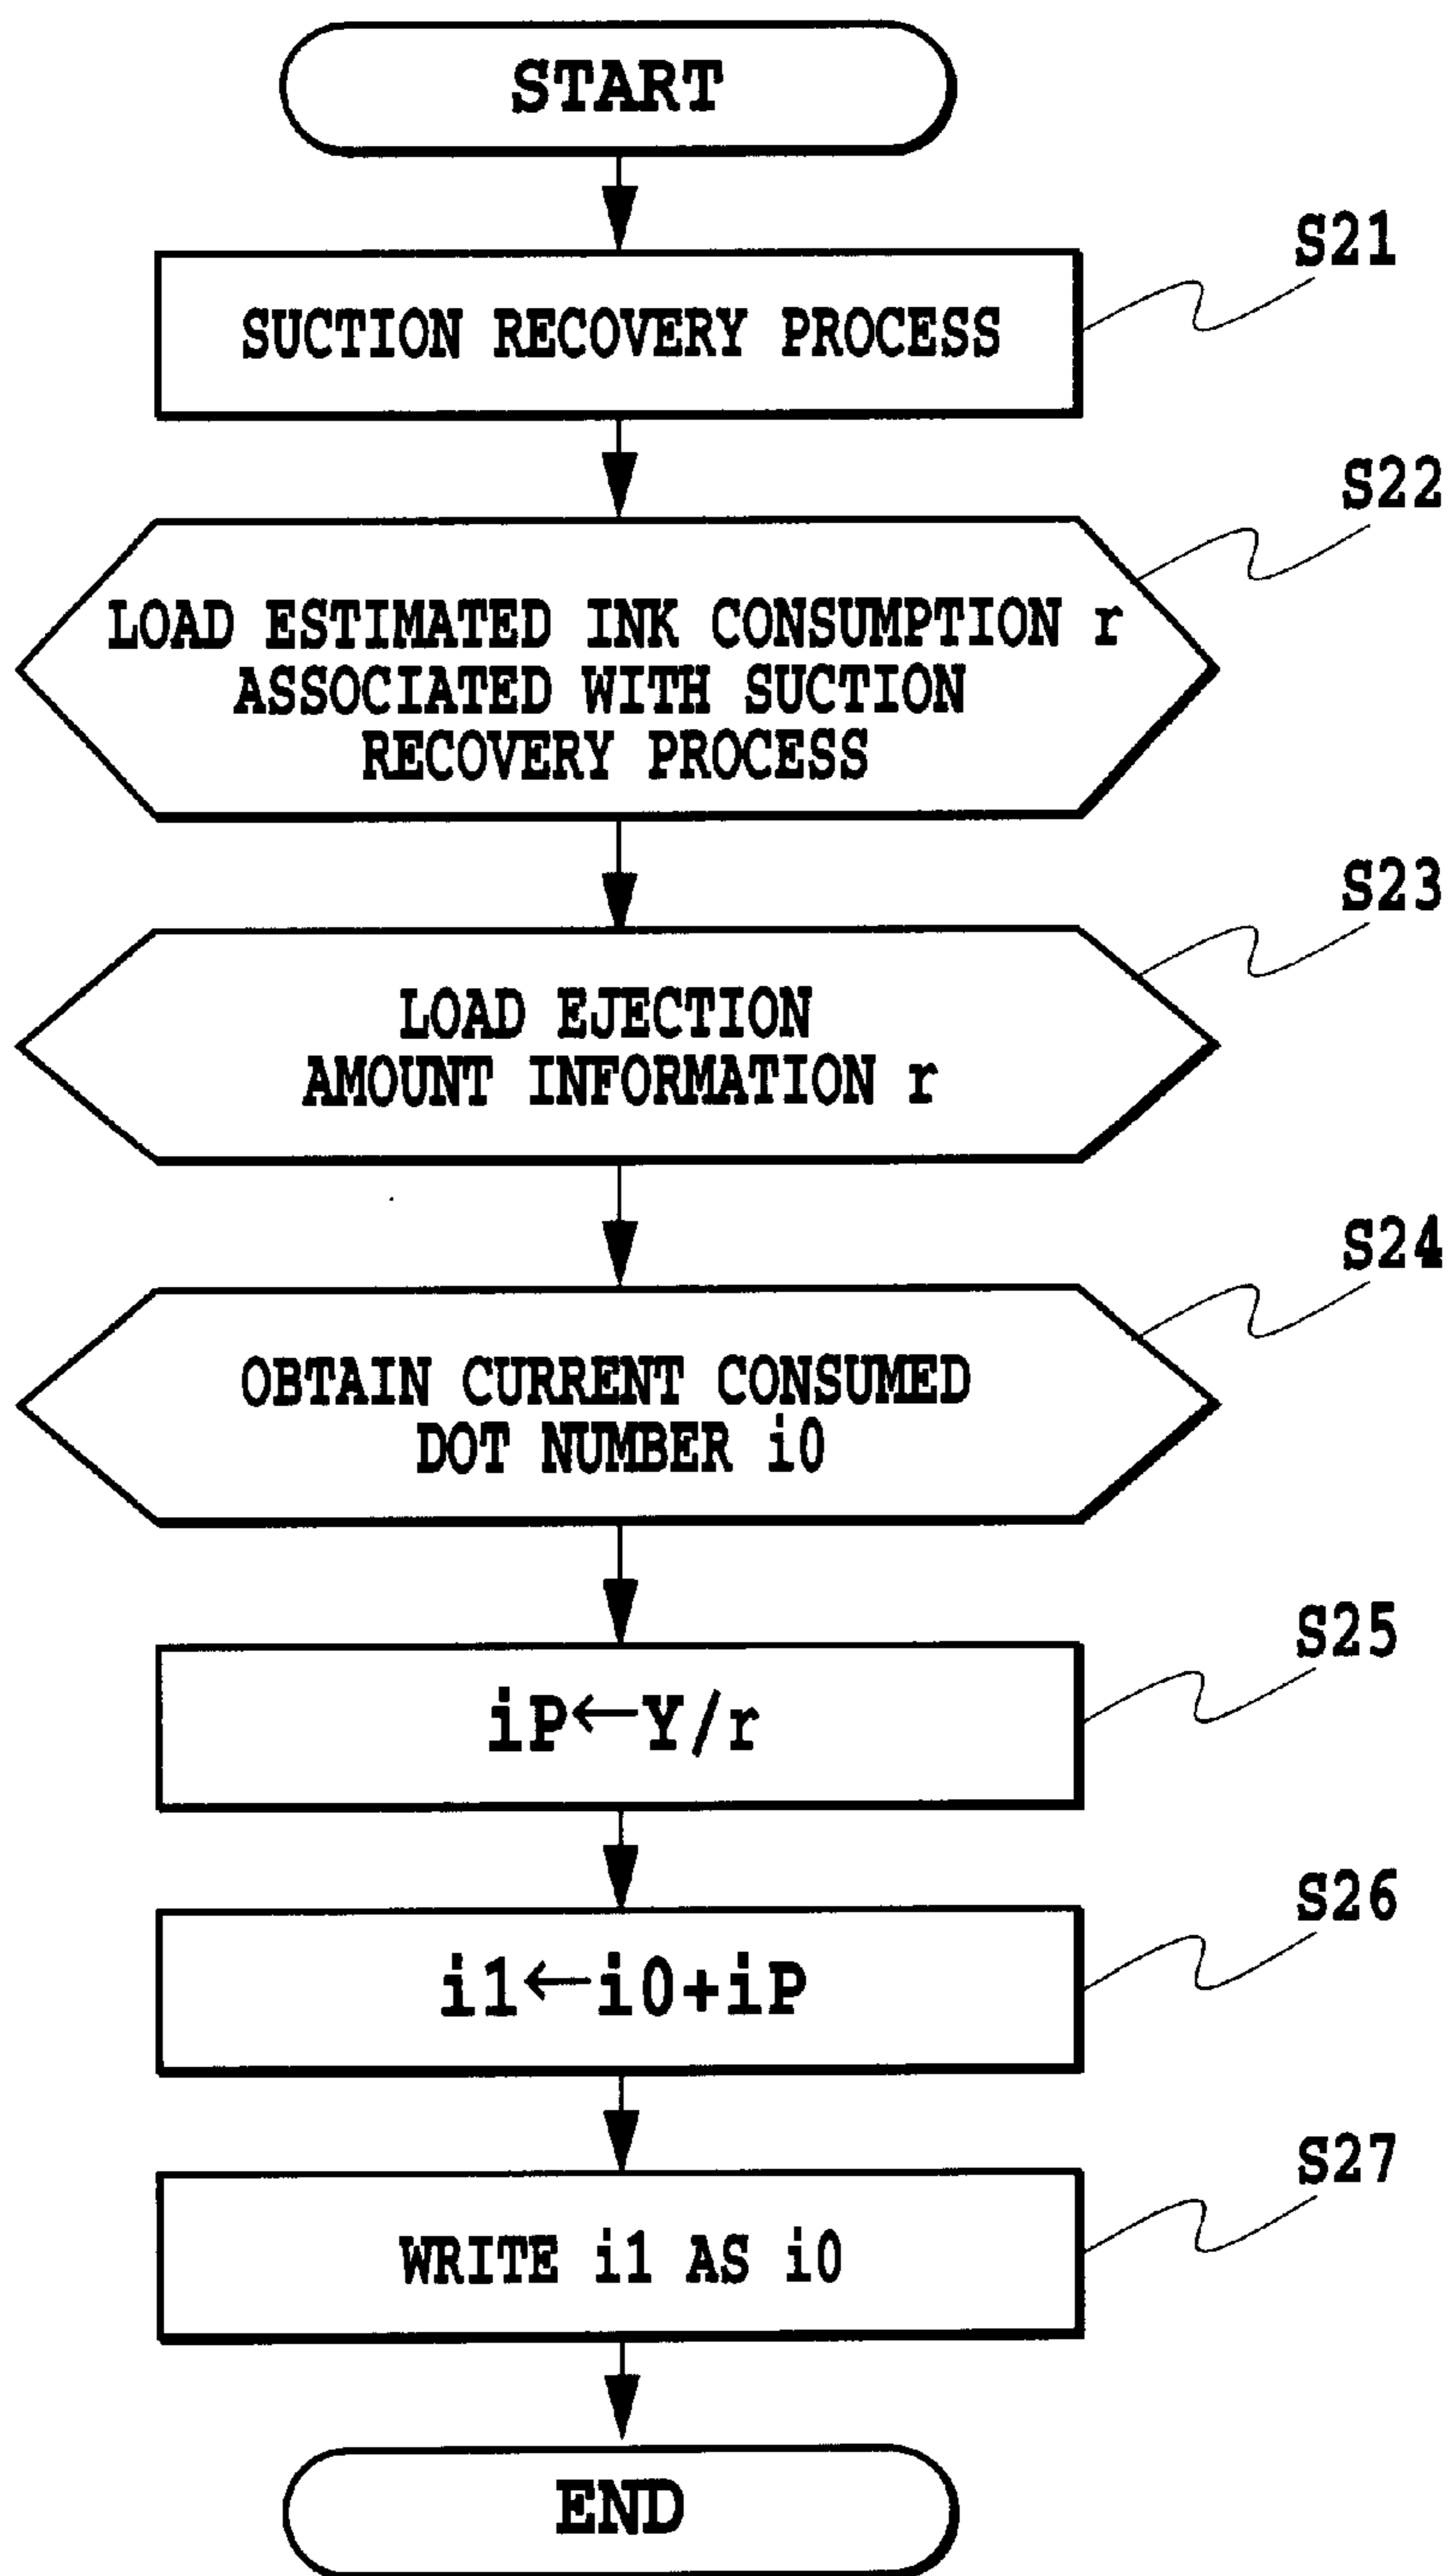 START
S21
SUCTION RECOVERY PROCESS
S22
LOAD ESTIMATED INK CONSUMPTION r
ASSOCIATED WITH SUCTION
RECOVERY PROCESS
S23
LOAD EJECTION
AMOUNT INFORMATION r
S24
OBTAIN CURRENT CONSUMED
DOT NUMBER i0
S25
iP←Y/r
S26
i1←i0+iP
S27
WRITE i1 AS i0
END